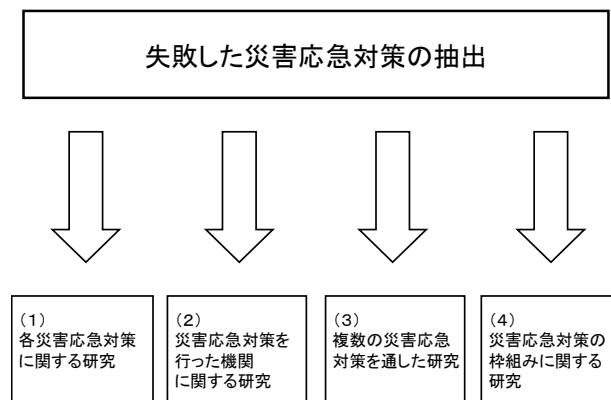 失敗した災害応急対策の抽出
(1)
各災害応急対策
に関する研究
(2)
災害応急対策を
行った機関
に関する研究
(3)
複数の災害応急
対策を通した研究
(4)
災害応急対策の
枠組みに関する
研究